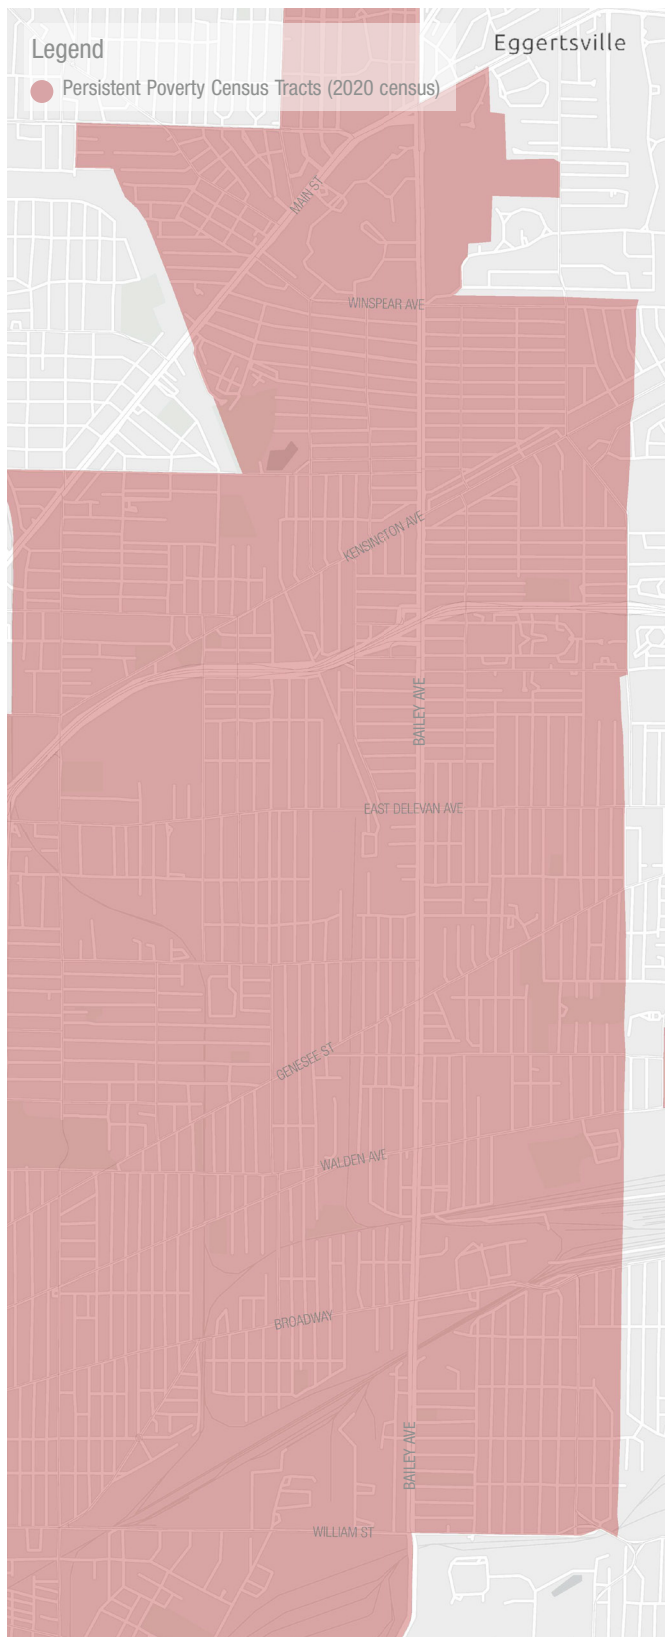 Legend
Persistent Poverty Census Tracts (2020 census)
Eggertsville
MAIN ST
WINSPEAR AVE
KENSINGTON AVE
BAILEY AVE
EAST DELEVAN AVE
GENESEE ST
WALDEN AVE
BROADWAY
BAILEY AVE
WILLIAM ST